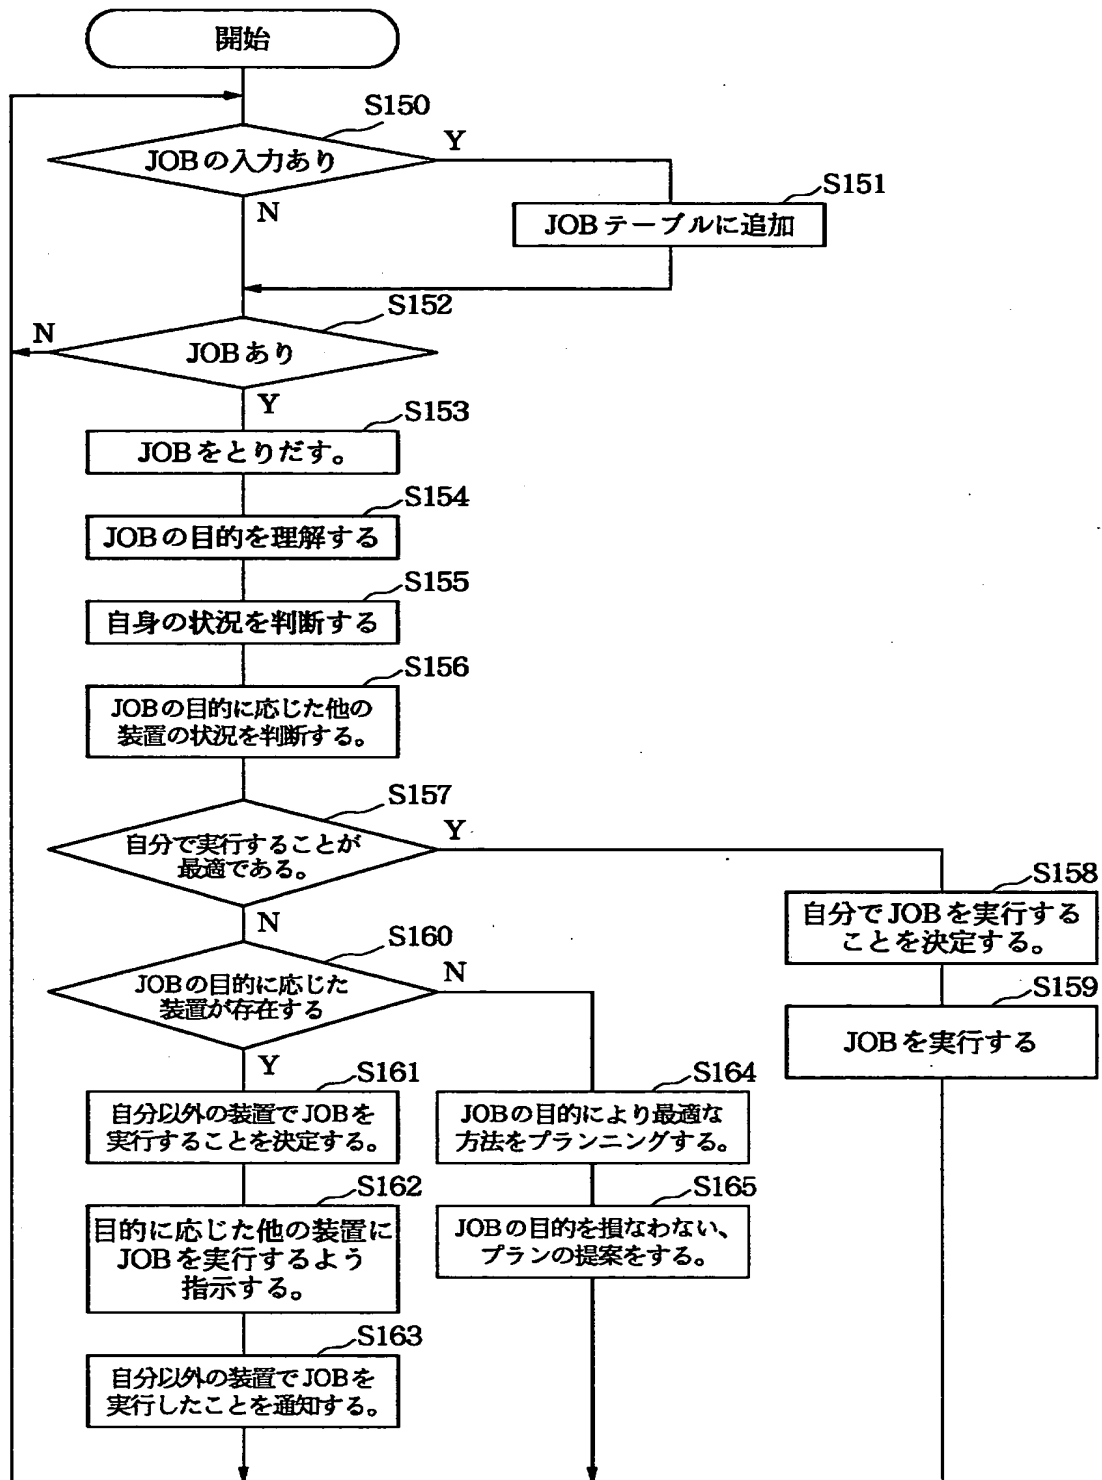 開始
S150
JOBの入力あり
Y
N
S151
JOBテーブルに追加
S152
N
JOBあり
Y
S153
JOBをとりだす。
S154
JOBの目的を理解する
S155
自身の状況を判断する
S156
JOBの目的に応じた他の
装置の状況を判断する。
S157
自分で実行することが
最適である。
Y
N
S158
自分でJOBを実行する
ことを決定する。
S159
JOBを実行する
S160
JOBの目的に応じた
装置が存在する
N
Y
S161
自分以外の装置でJOBを
実行することを決定する。
S162
目的に応じた他の装置に
JOBを実行するよう
指示する。
S163
自分以外の装置でJOBを
実行したことを通知する。
S164
JOBの目的により最適な
方法をプランニングする。
S165
JOBの目的を損なわない、
プランの提案をする。